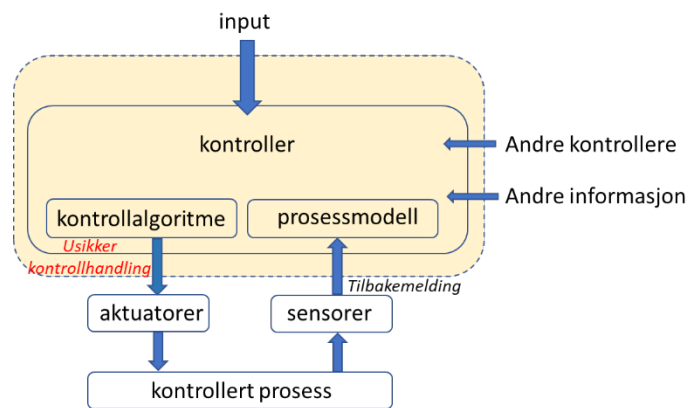 input
kontroller
Andre kontrollere
Andre informasjon
kontrollalgoritme
prosessmodell
Usikker
kontrollhandling
Tilbakemelding
aktuatorer
sensorer
kontrollert prosess